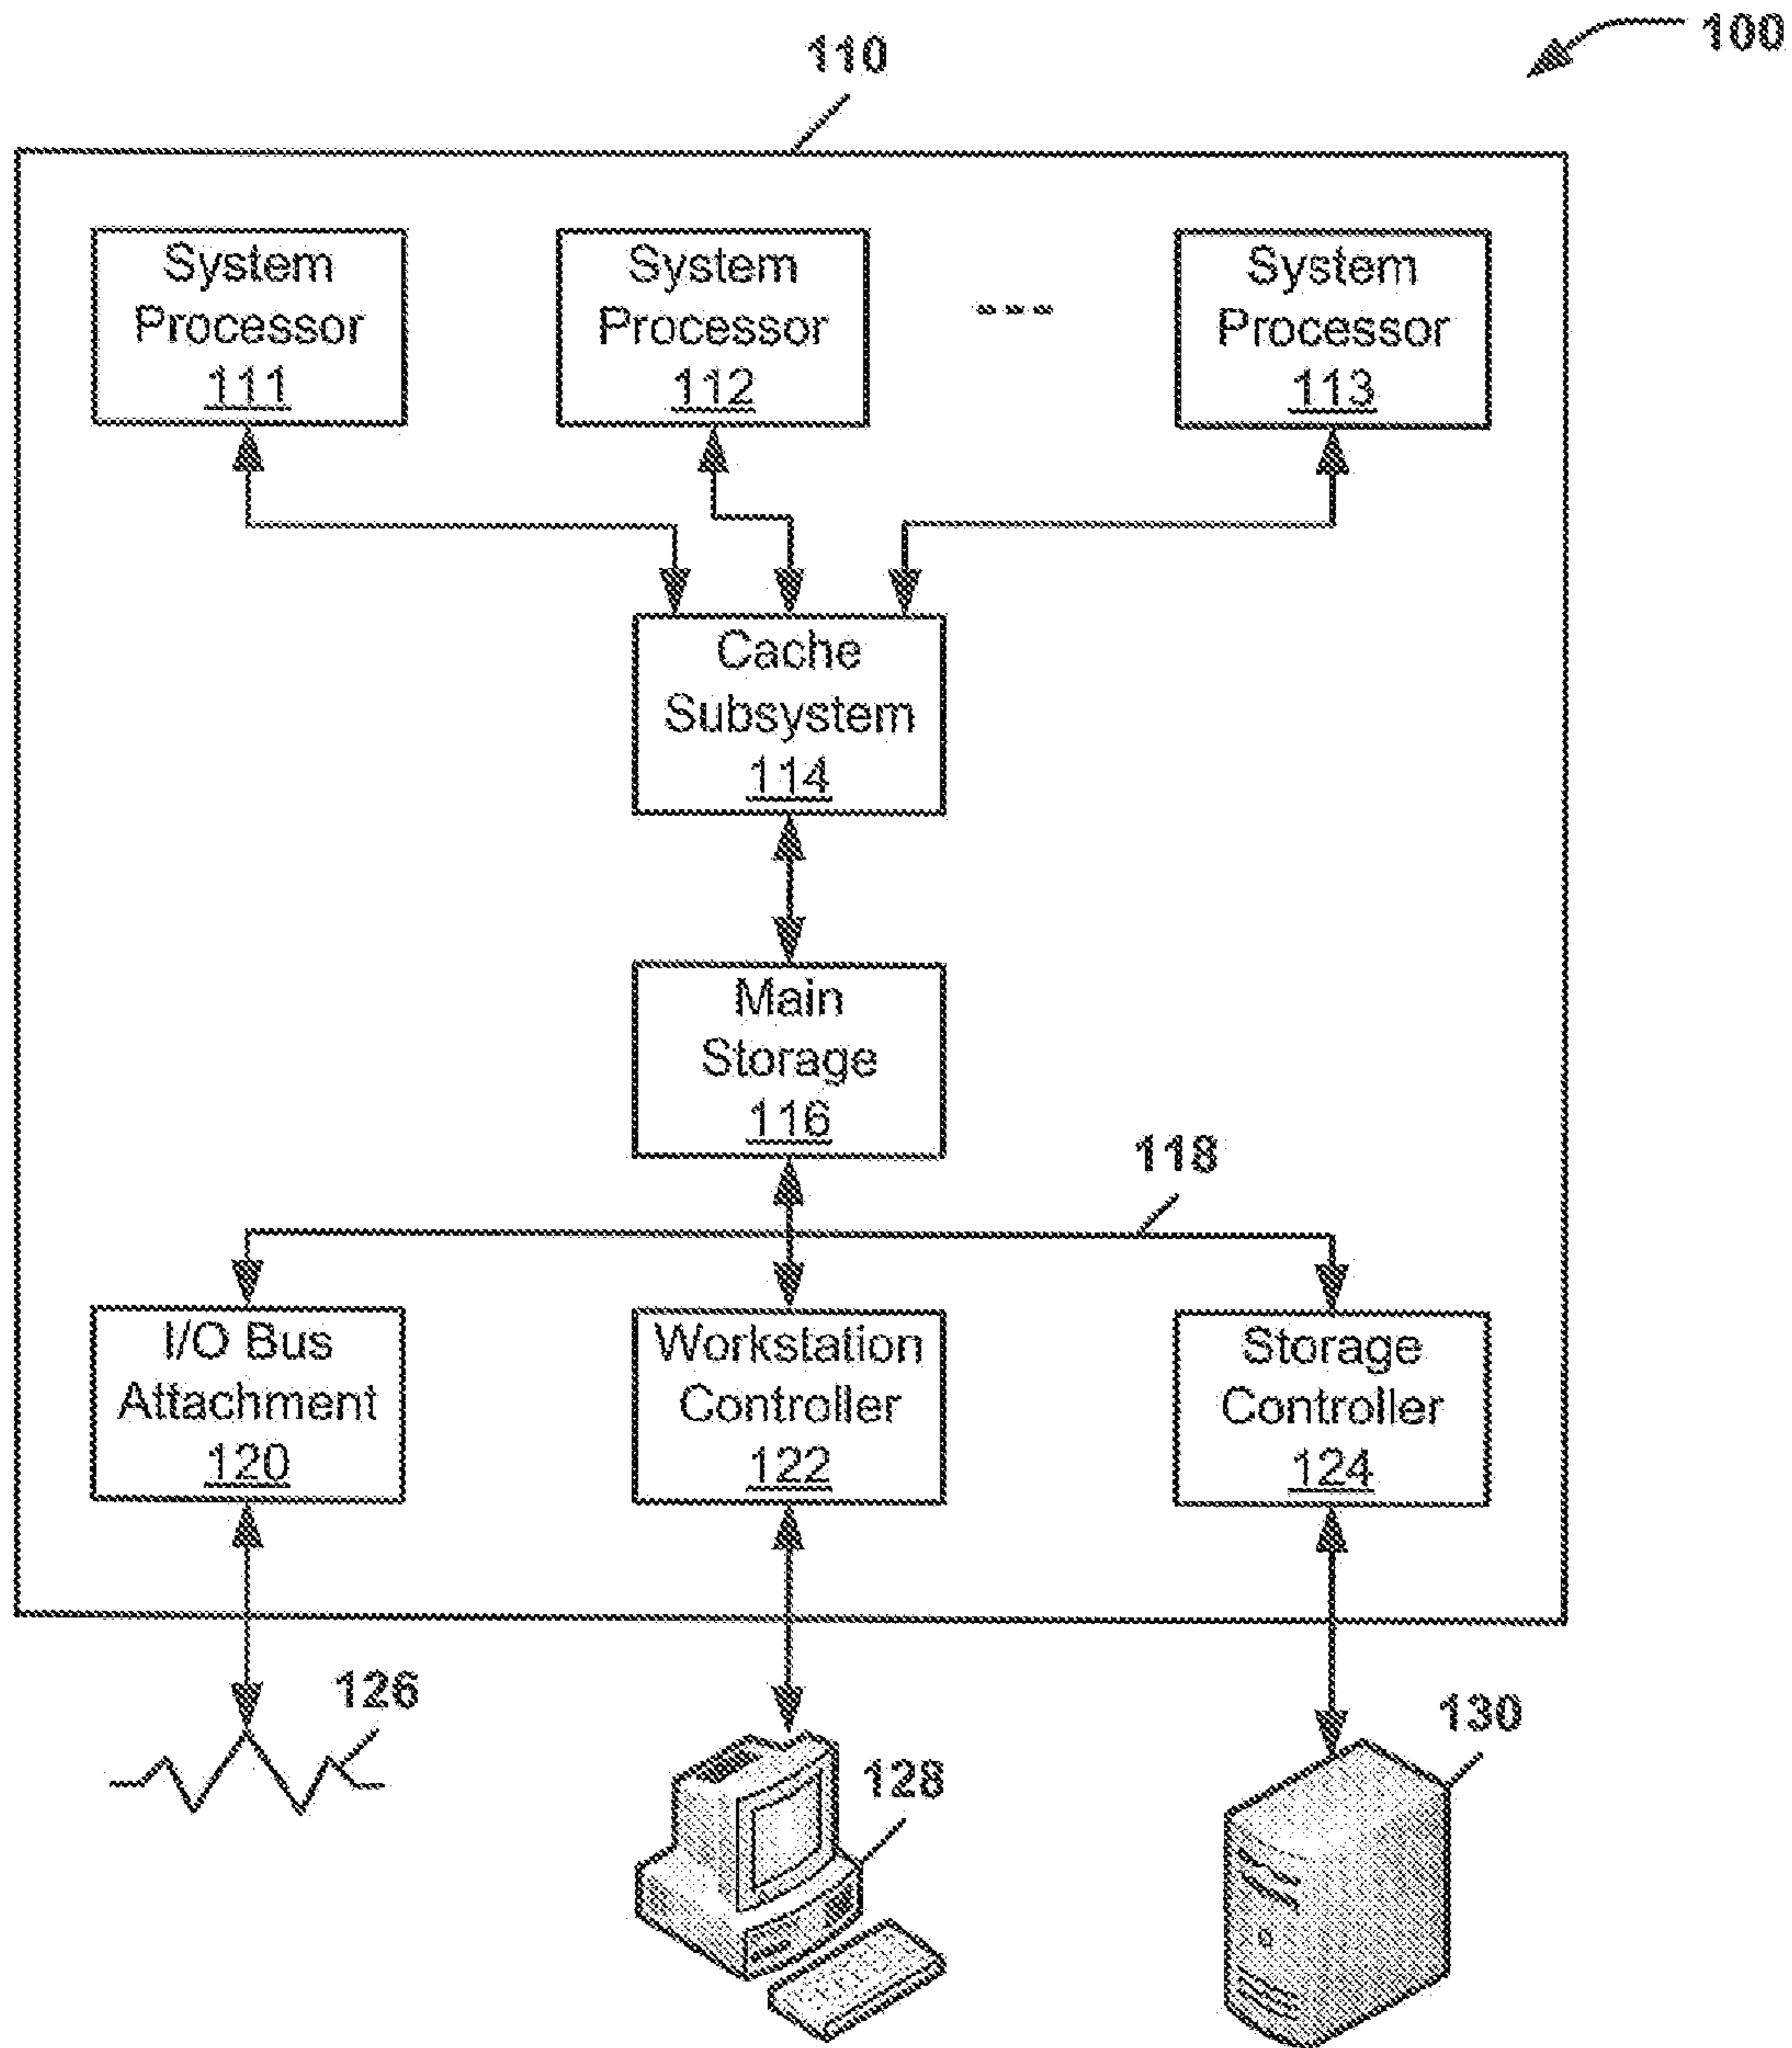 100
110
System
Processor
111
System
Processor
112
---
System
Processor
113
Cache
Subsystem
114
Main
Storage
116
118
I/O Bus
Attachment
120
Workstation
Controller
122
Storage
Controller
124
126
128
130